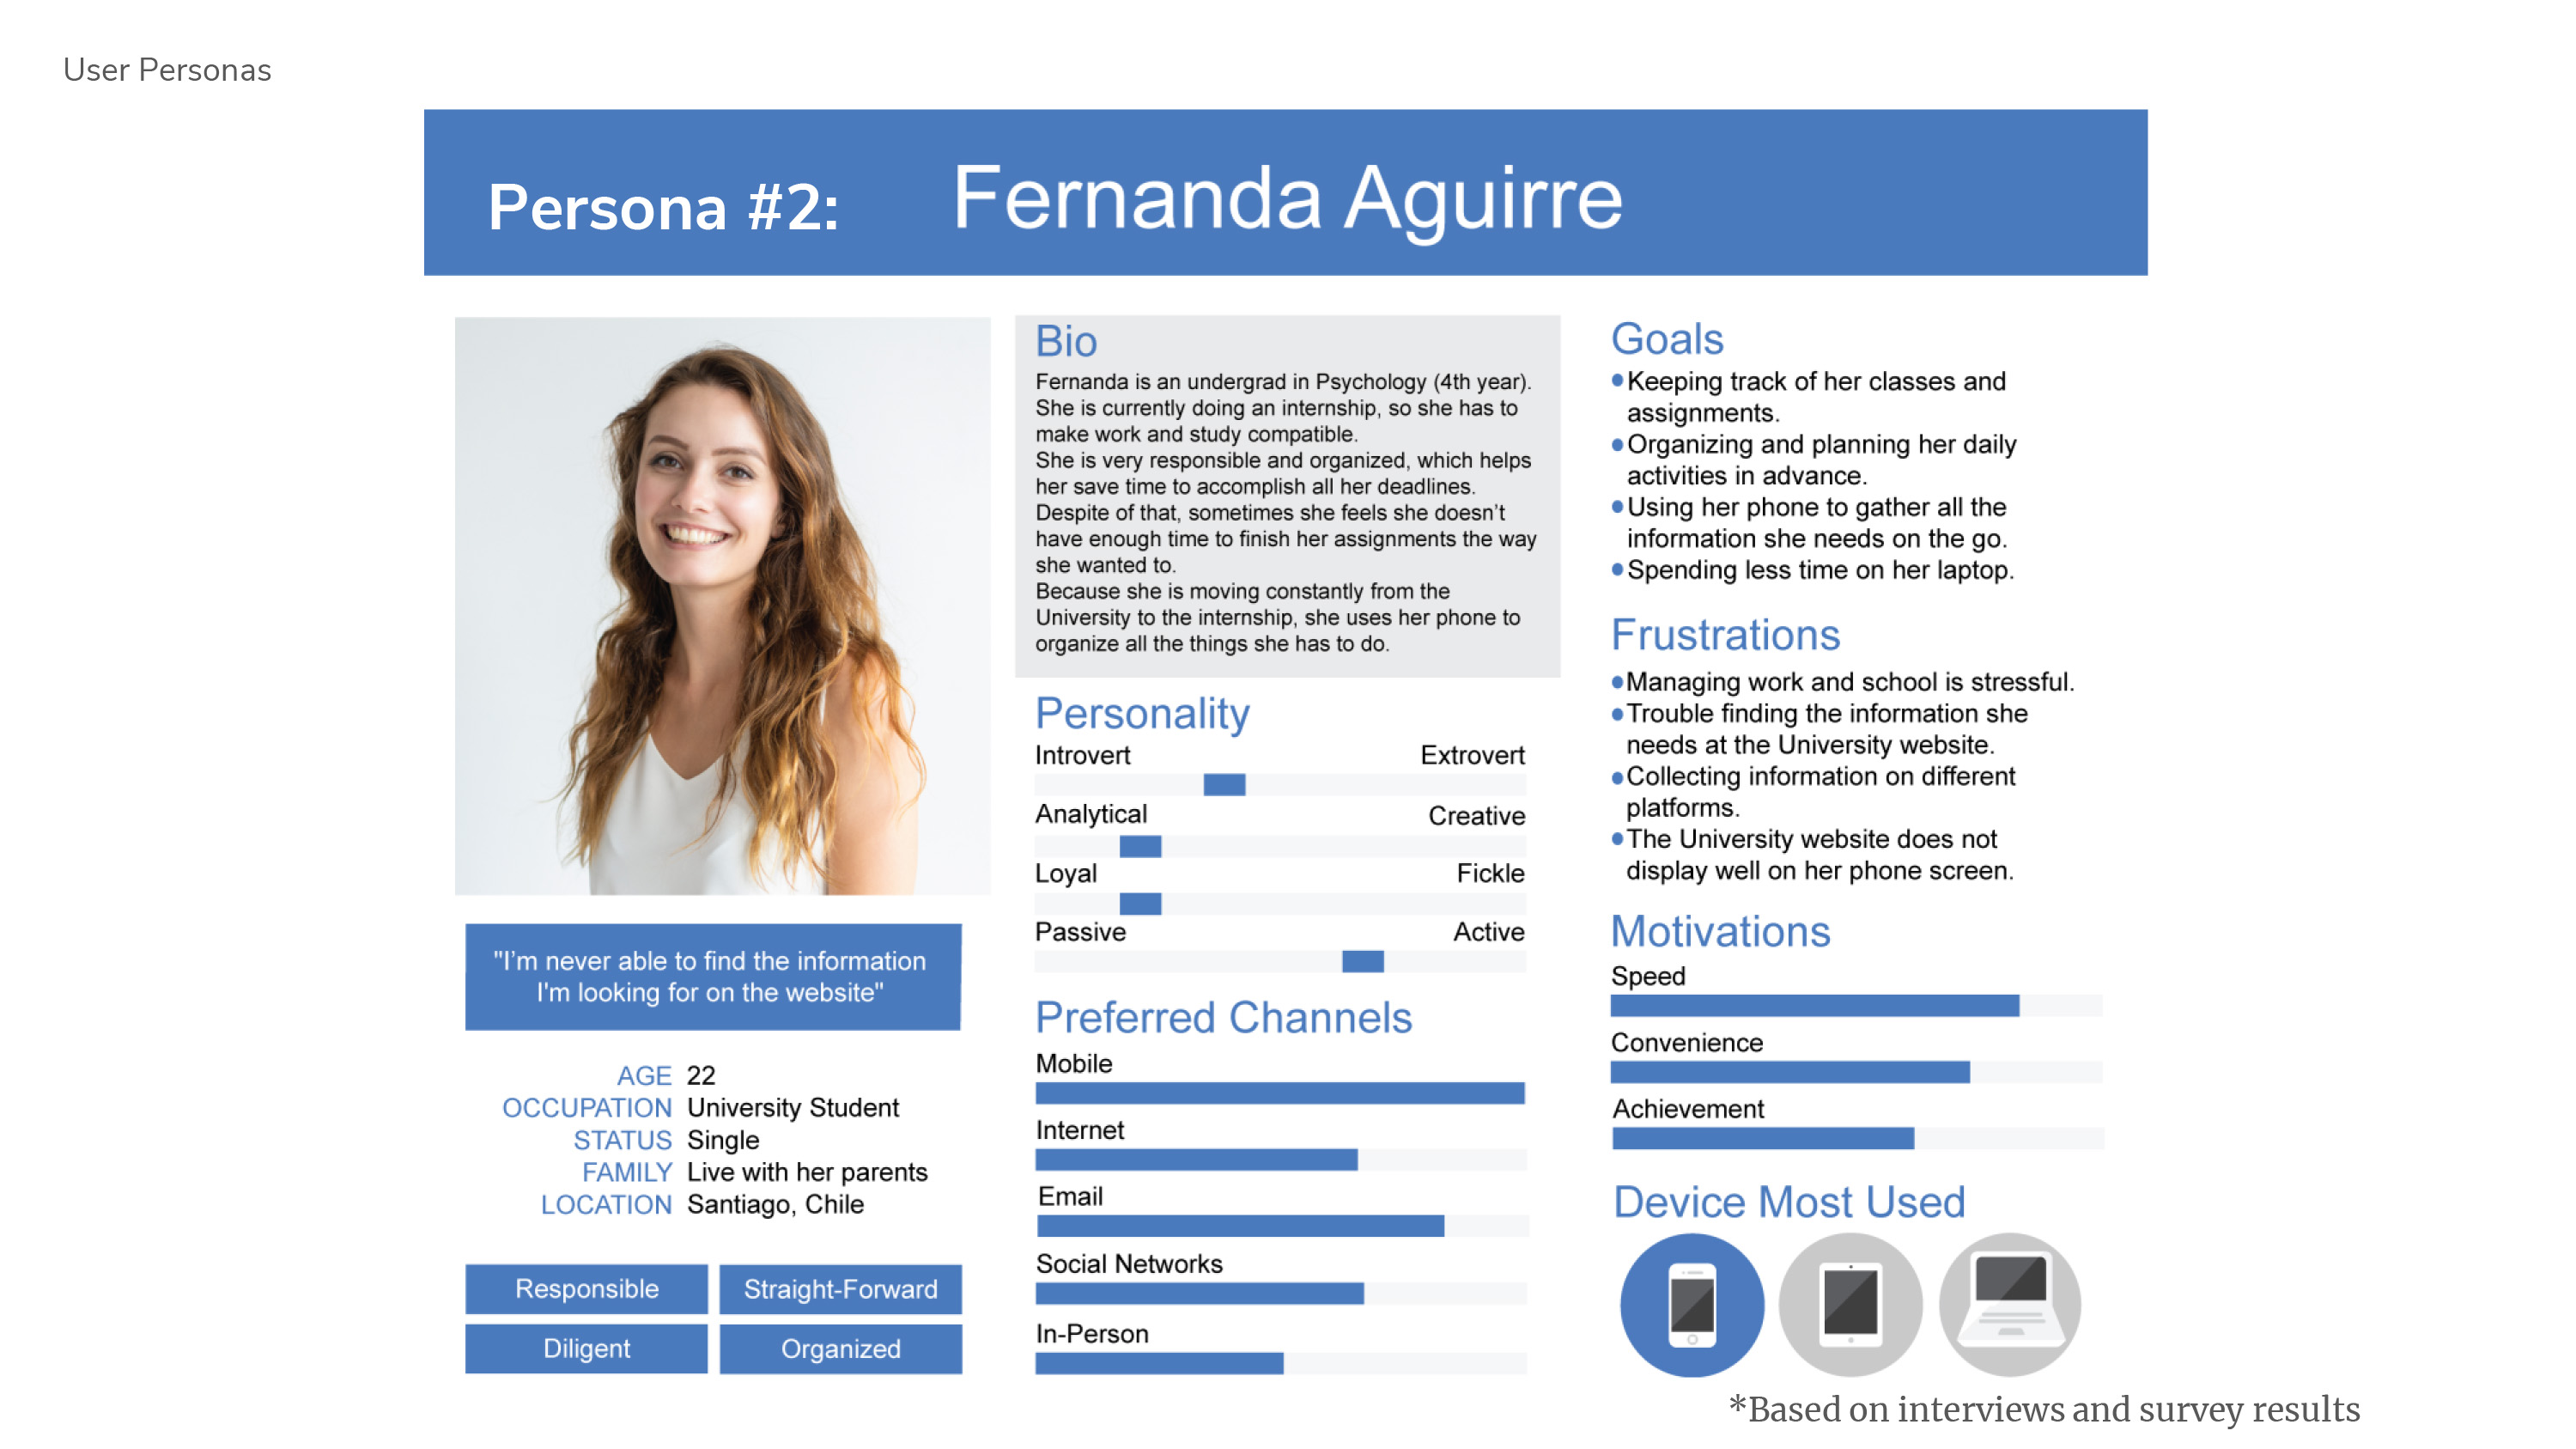 User Personas
Persona #2: Fernanda Aguirre
"I'm never able to find the information
I'm looking for on the website"
AGE 22
OCCUPATION University Student
STATUS Single
FAMILY Live with her parents
LOCATION Santiago, Chile
Responsible Straight-Forward
Diligent Organized
Bio
Fernanda is an undergrad in Psychology (4th year).
She is currently doing an internship, so she has to
make work and study compatible.
She is very responsible and organized, which helps
her save time to accomplish all her deadlines.
Despite of that, sometimes she feels she doesn't
have enough time to finish her assignments the way
she wanted to.
Because she is moving constantly from the
University to the internship, she uses her phone to
organize all the things she has to do.
Personality
Introvert Extrovert
Analytical Creative
Loyal Fickle
Passive Active
Preferred Channels
Mobile
Internet
Email
Social Networks
In-Person
Goals
•Keeping track of her classes and
assignments.
•Organizing and planning her daily
activities in advance.
•Using her phone to gather all the
information she needs on the go.
•Spending less time on her laptop.
Frustrations
•Managing work and school is stressful.
•Trouble finding the information she
needs at the University website.
•Collecting information on different
platforms.
•The University website does not
display well on her phone screen.
Motivations
Speed
Convenience
Achievement
Device Most Used
*Based on interviews and survey results